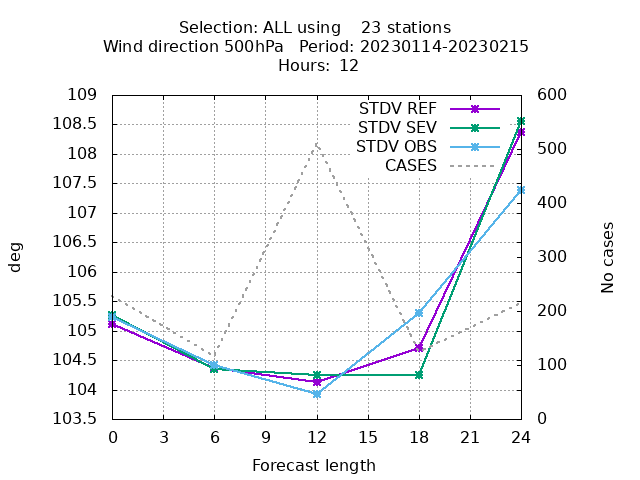 Selection: ALL using    23 stations
Wind direction 500hPa   Period: 20230114-20230215
Hours:  12
109
108.5
108
107.5
107
106.5
106
105.5
105
104.5
104
103.5
deg
600
500
400
300
200
100
0
No cases
STDV REF
STDV SEV
STDV OBS
CASES
0 3 6 9 12 15 18 21 24
Forecast length